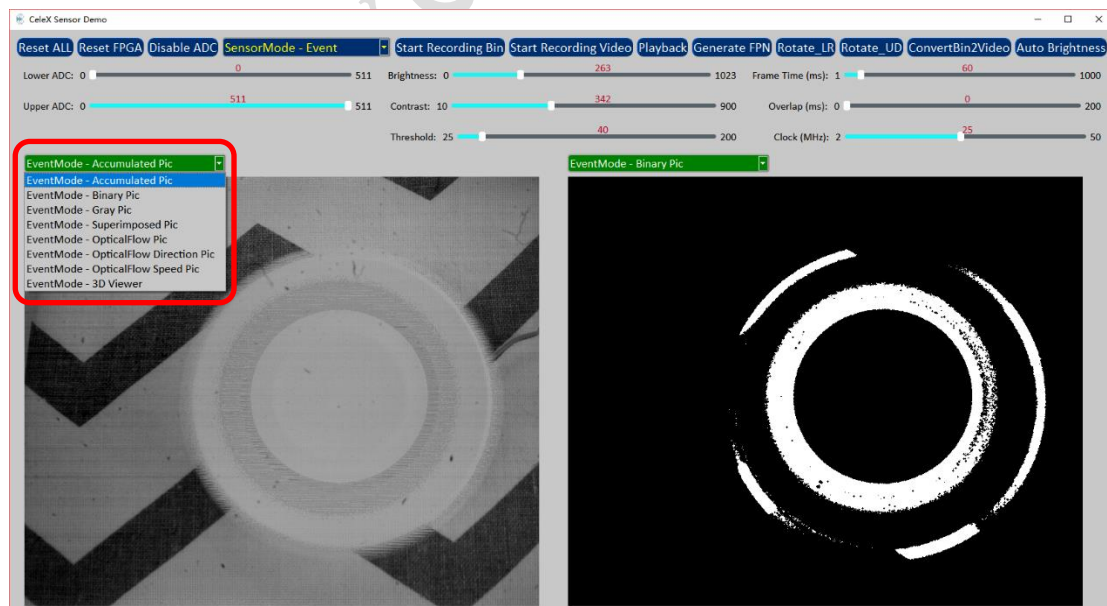 CeleX Sensor Demo
Reset ALL Reset FPGA Disable ADC SensorMode - Event Start Recording Bin Start Recording Video Playback Generate FPN Rotate_LR Rotate_UD ConvertBin2Video Auto Brightness
Lower ADC: 0 0 511 Brightness: 0 263 1023 Frame Time (ms): 1 60 1000
Upper ADC: 0 511 511 Contrast: 10 342 900 Overlap (ms): 0 0 200
Threshold: 25 40 200 Clock (MHz): 2 25 50
EventMode - Accumulated Pic EventMode - Binary Pic
EventMode - Accumulated Pic
EventMode - Binary Pic
EventMode - Gray Pic
EventMode - Superimposed Pic
EventMode - OpticalFlow Pic
EventMode - OpticalFlow Direction Pic
EventMode - OpticalFlow Speed Pic
EventMode - 3D Viewer